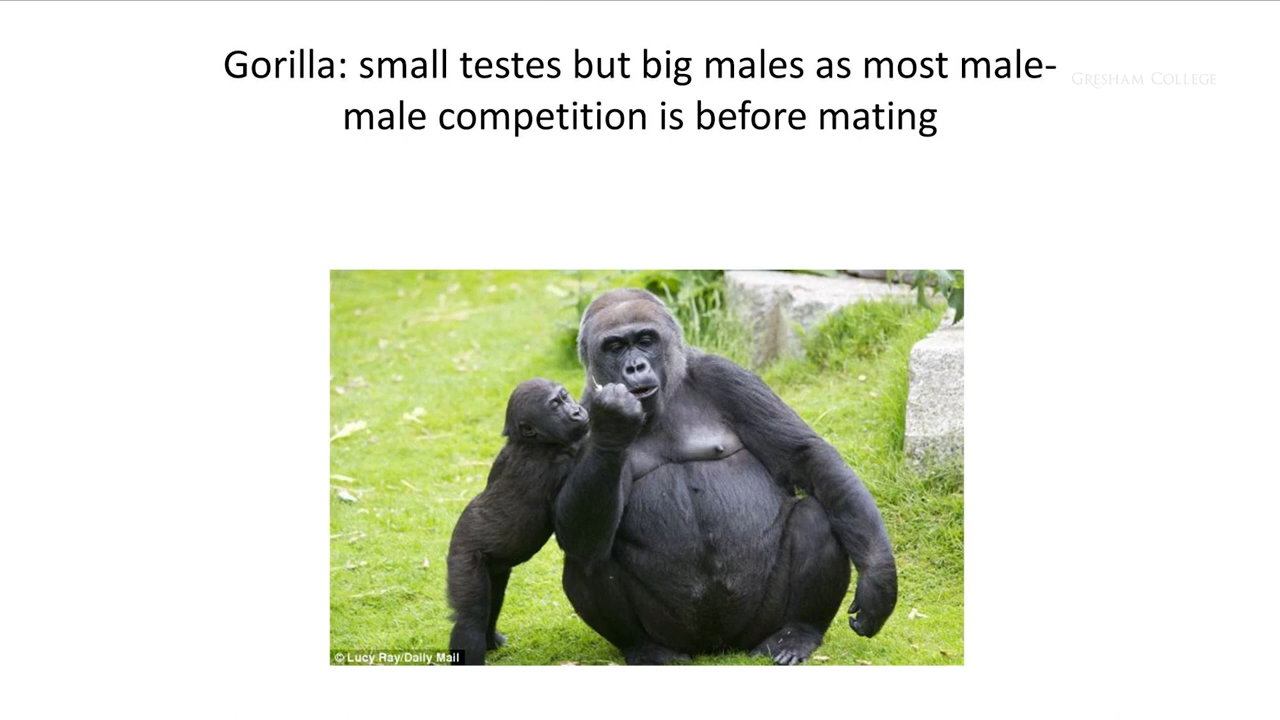 Gorilla: small testes but big males as most male-
male competition is before mating
GRESHAM COLLEGE
© Lucy Ray/Daily Mail